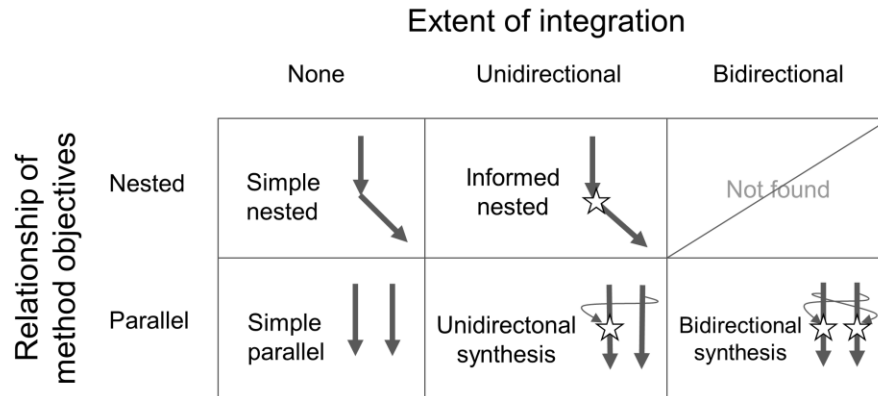 Extent of integration
None Unidirectional Bidirectional
Relationship of
method objectives
Nested
Simple
nested
Informed
nested
Not found
Parallel
Simple
parallel
Unidirectonal
synthesis
Bidirectional
synthesis